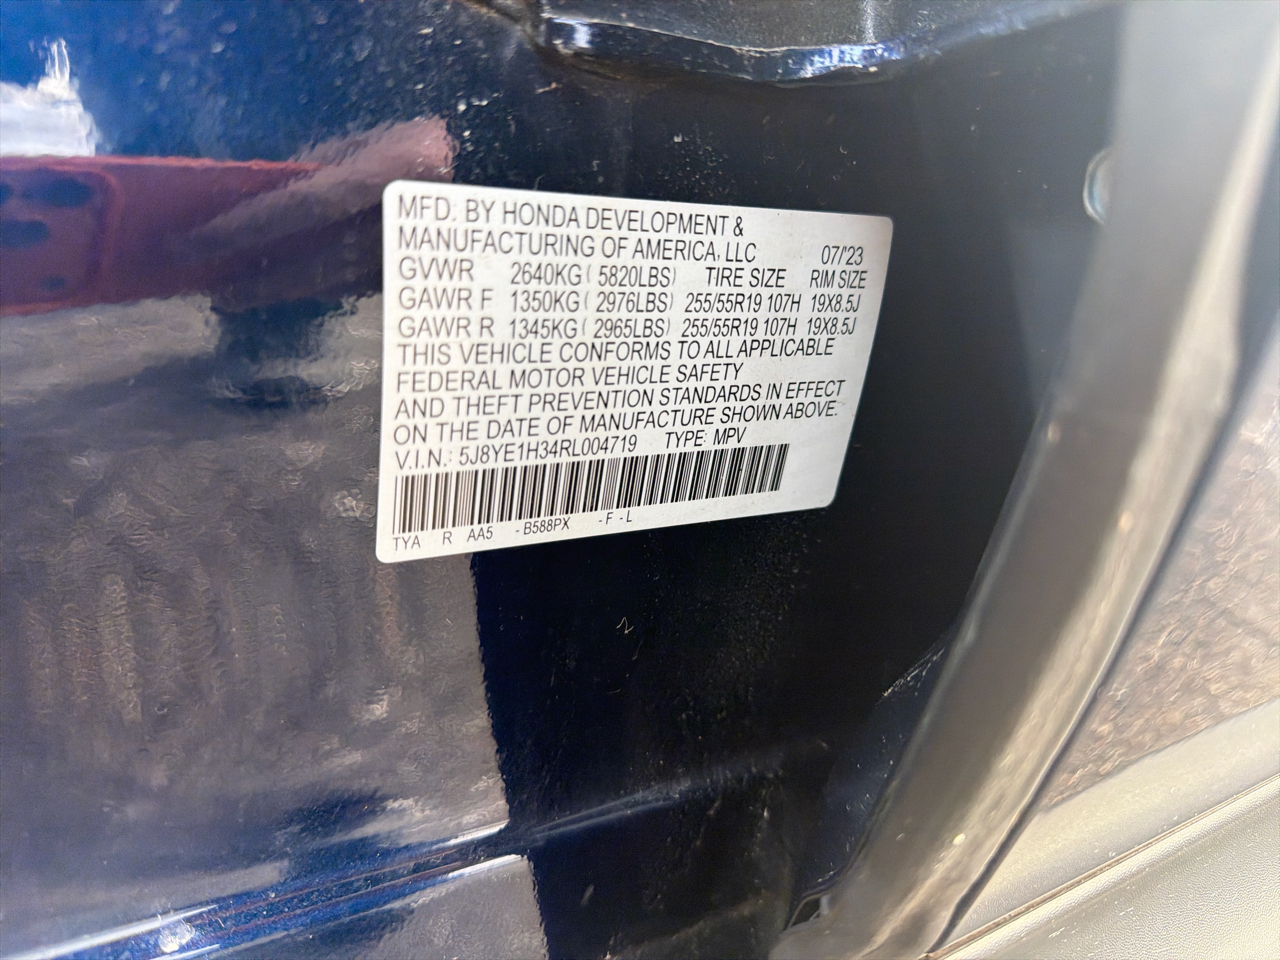 MFD. BY HONDA DEVELOPMENT &
MANUFACTURING OF AMERICA, LLC 07/'23
GVWR 2640KG ( 5820LBS) TIRE SIZE RIM SIZE
GAWR F 1350KG ( 2976LBS) 255/55R19 107H 19X8.5J
GAWR R 1345KG ( 2965LBS) 255/55R19 107H 19X8.5J
THIS VEHICLE CONFORMS TO ALL APPLICABLE
FEDERAL MOTOR VEHICLE SAFETY
AND THEFT PREVENTION STANDARDS IN EFFECT
ON THE DATE OF MANUFACTURE SHOWN ABOVE.
V.I.N.: 5J8YE1H34RL004719 TYPE: MPV
TYA R AA5 -B588PX -F -L